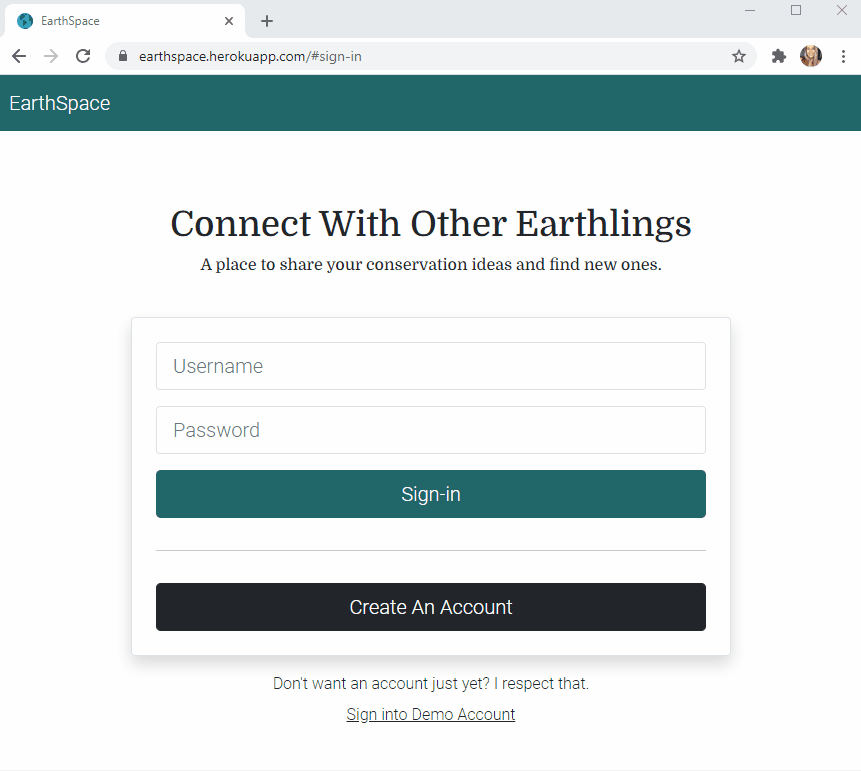 EarthSpace
earthspace.herokuapp.com/#sign-in
EarthSpace
Connect With Other Earthlings
A place to share your conservation ideas and find new ones.
Username
Password
Sign-in
Create An Account
Don't want an account just yet? I respect that.
Sign into Demo Account